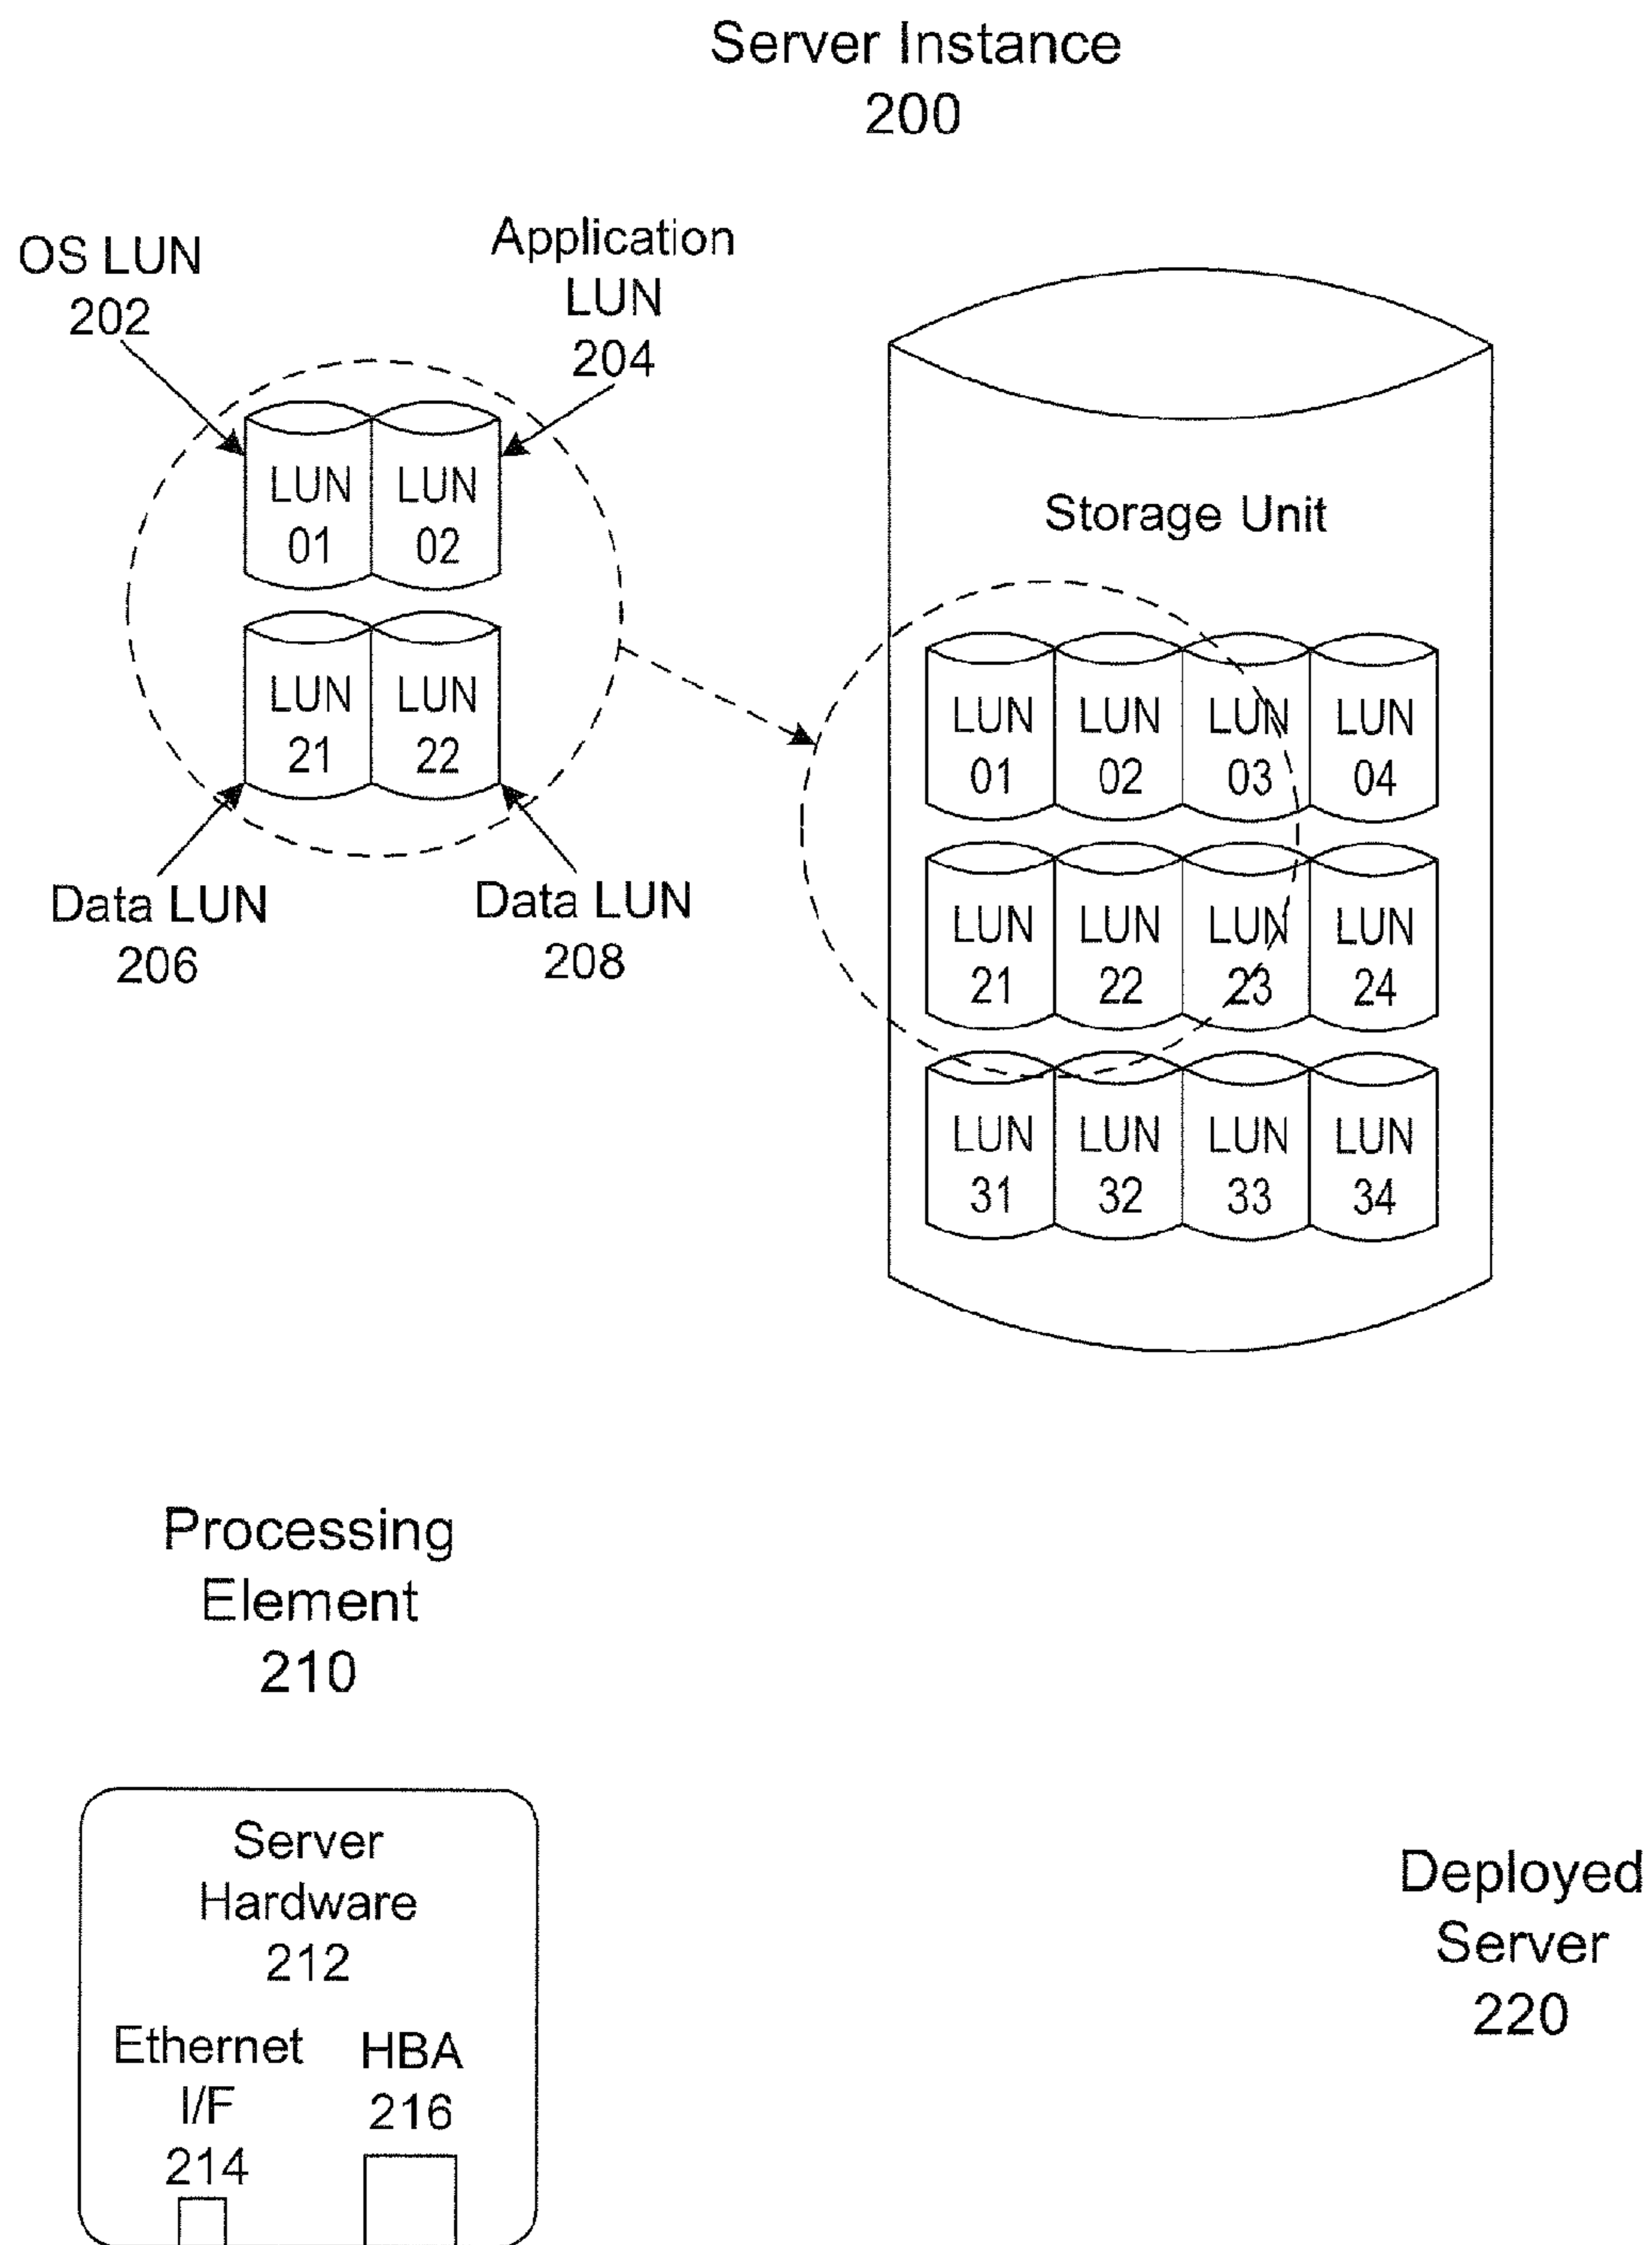 Server Instance
200
OS LUN
202
Application
LUN
204
LUN
01
LUN
02
LUN
21
LUN
22
Data LUN
206
Data LUN
208
Storage Unit
LUN
01
LUN
02
LUN
03
LUN
04
LUN
21
LUN
22
LUN
23
LUN
24
LUN
31
LUN
32
LUN
33
LUN
34
Processing
Element
210
Server
Hardware
212
Ethernet
I/F
214
HBA
216
Deployed
Server
220